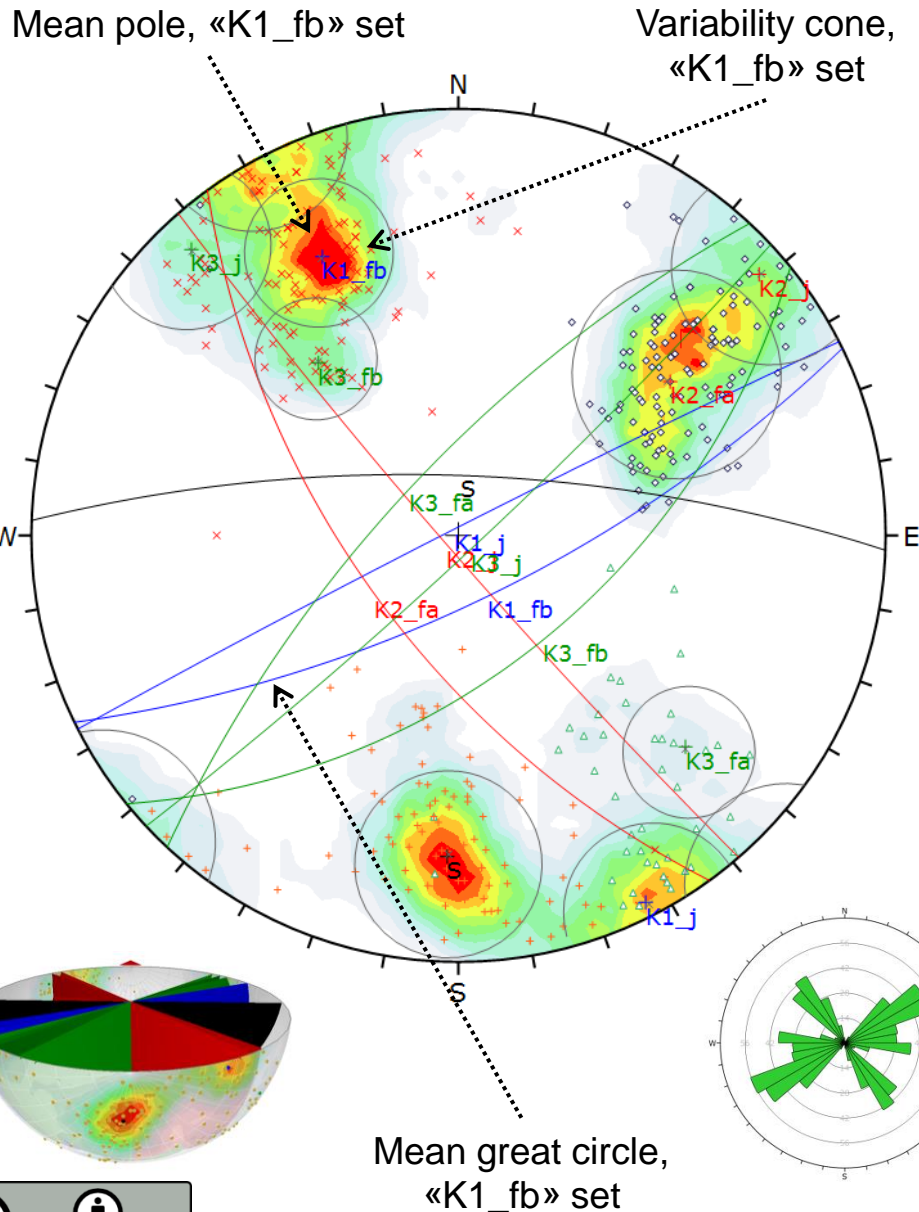 Mean pole, «K1_fb» set
Variability cone,
«K1_fb» set
N
K3_j
K1_fb
K2_j
K3_fb
K2_fa
S
K3_fa
W
E
K1_j
K2_j
K3_j
K2_fa
K1_fb
K3_fb
K3_fa
S
K1_j
S
N
W
S
Mean great circle,
«K1_fb» set